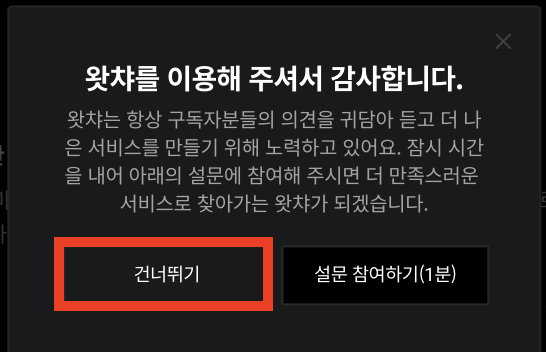 왓챠를 이용해 주셔서 감사합니다.
왓챠는 항상 구독자분들의 의견을 귀담아 듣고 더 나
은 서비스를 만들기 위해 노력하고 있어요. 잠시 시간
을 내어 아래의 설문에 참여해 주시면 더 만족스러운
서비스로 찾아가는 왓챠가 되겠습니다.
건너뛰기
설문 참여하기(1분)